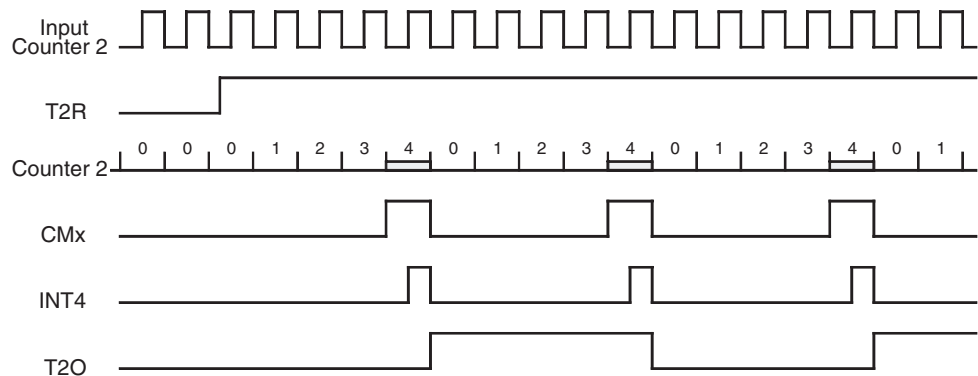 Input
Counter 2
T2R
0 0 0 1 2 3 4 0 1 2 3 4 0 1 2 3 4 0 1
Counter 2
CMx
INT4
T2O